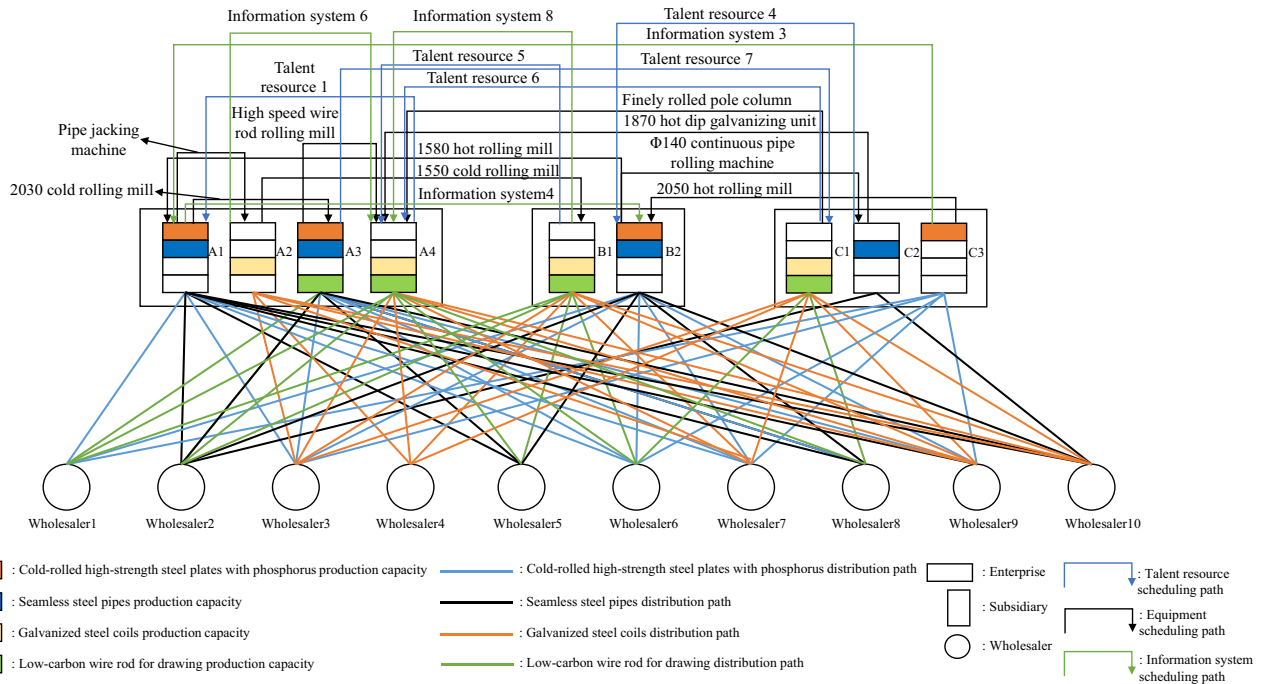 Information system 6
Information system 8
Talent resource 4
Information system 3
Talent resource 5
Talent resource 7
Talent
resource 1
Talent resource 6
High speed wire
rod rolling mill
Finely rolled pole column
1870 hot dip galvanizing unit
Pipe jacking
machine
1580 hot rolling mill
Φ140 continuous pipe
rolling machine
1550 cold rolling mill
2030 cold rolling mill
Information system4
2050 hot rolling mill
A1
A2
A3
A4
B1
B2
C1
C2
C3
Wholesaler1
Wholesaler2
Wholesaler3
Wholesaler4
Wholesaler5
Wholesaler6
Wholesaler7
Wholesaler8
Wholesaler9
Wholesaler10
: Cold-rolled high-strength steel plates with phosphorus production capacity
: Seamless steel pipes production capacity
: Galvanized steel coils production capacity
: Low-carbon wire rod for drawing production capacity
: Cold-rolled high-strength steel plates with phosphorus distribution path
: Seamless steel pipes distribution path
: Galvanized steel coils distribution path
: Low-carbon wire rod for drawing distribution path
: Enterprise
: Subsidiary
: Wholesaler
: Talent resource
scheduling path
: Equipment
scheduling path
: Information system
scheduling path